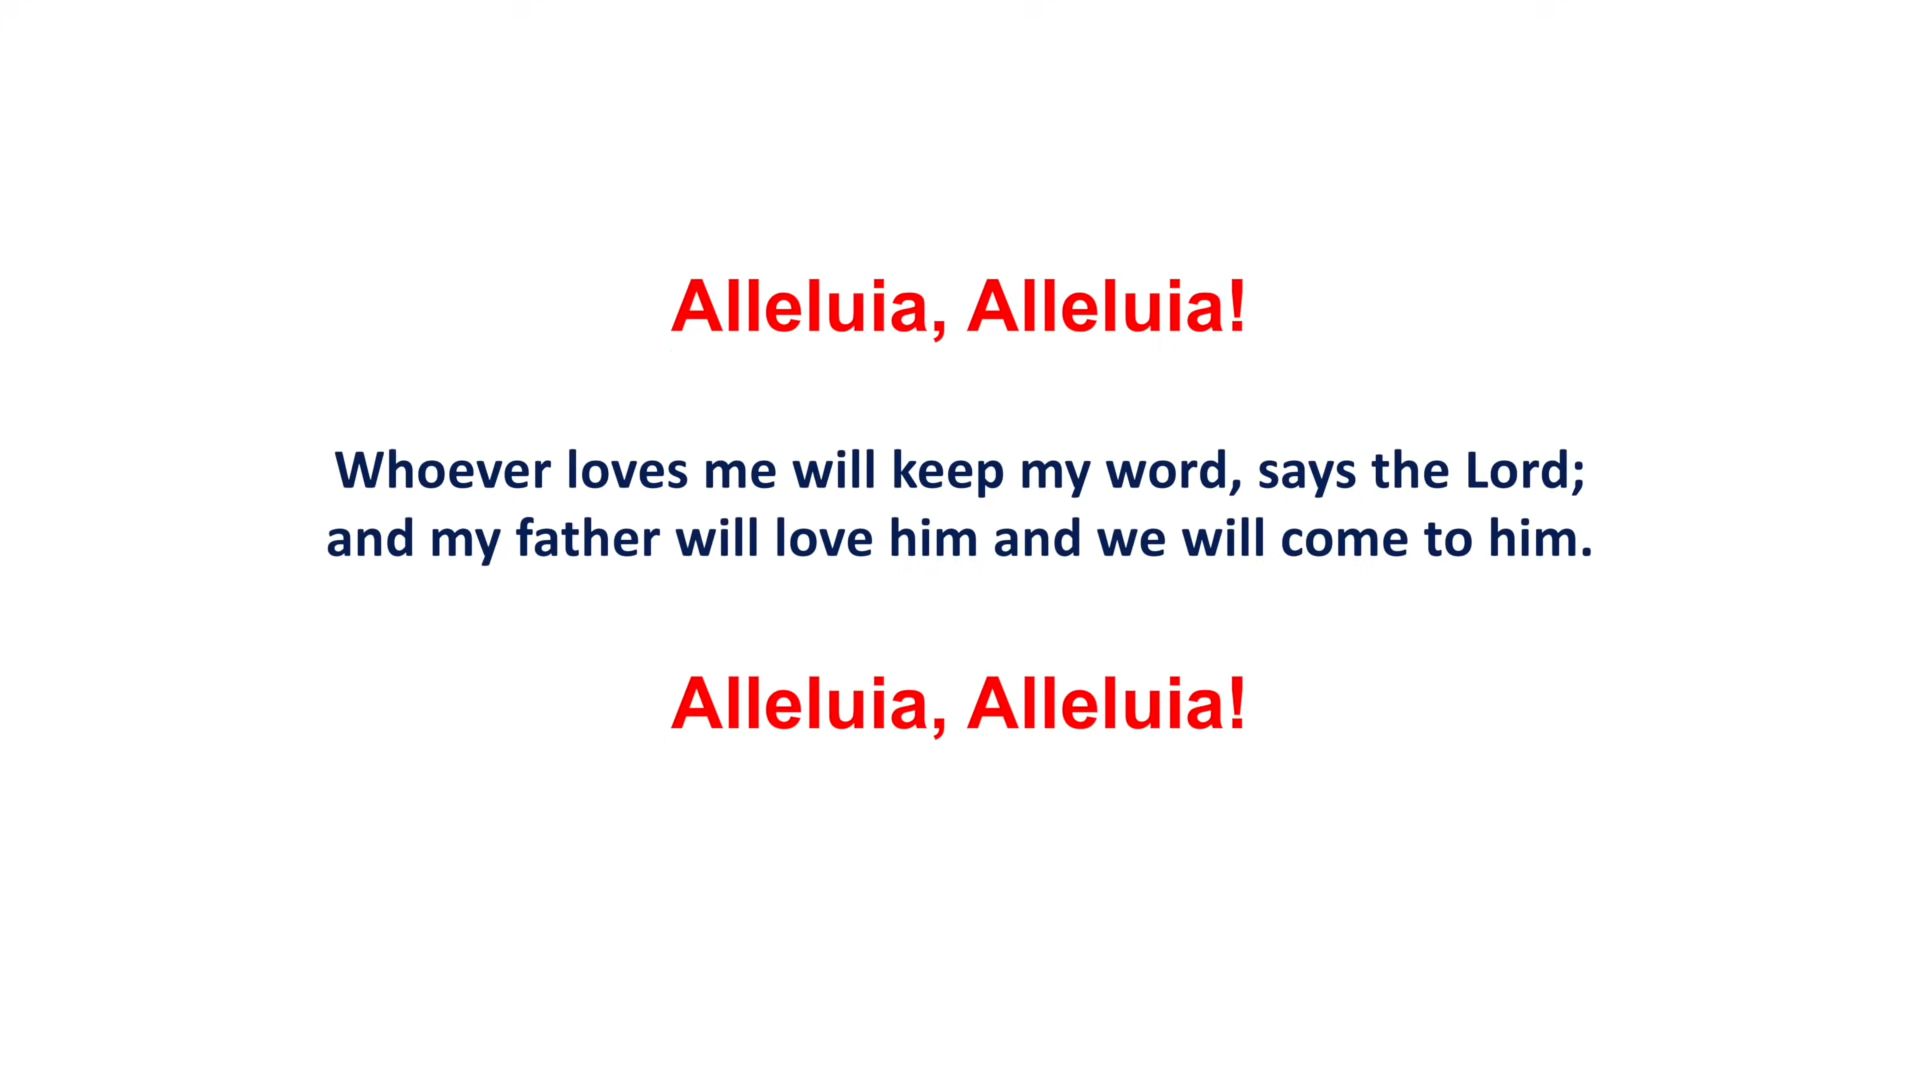 Alleluia, Alleluia!
Whoever loves me will keep my word, says the Lord;
and my father will love him and we will come to him.
Alleluia, Alleluia!